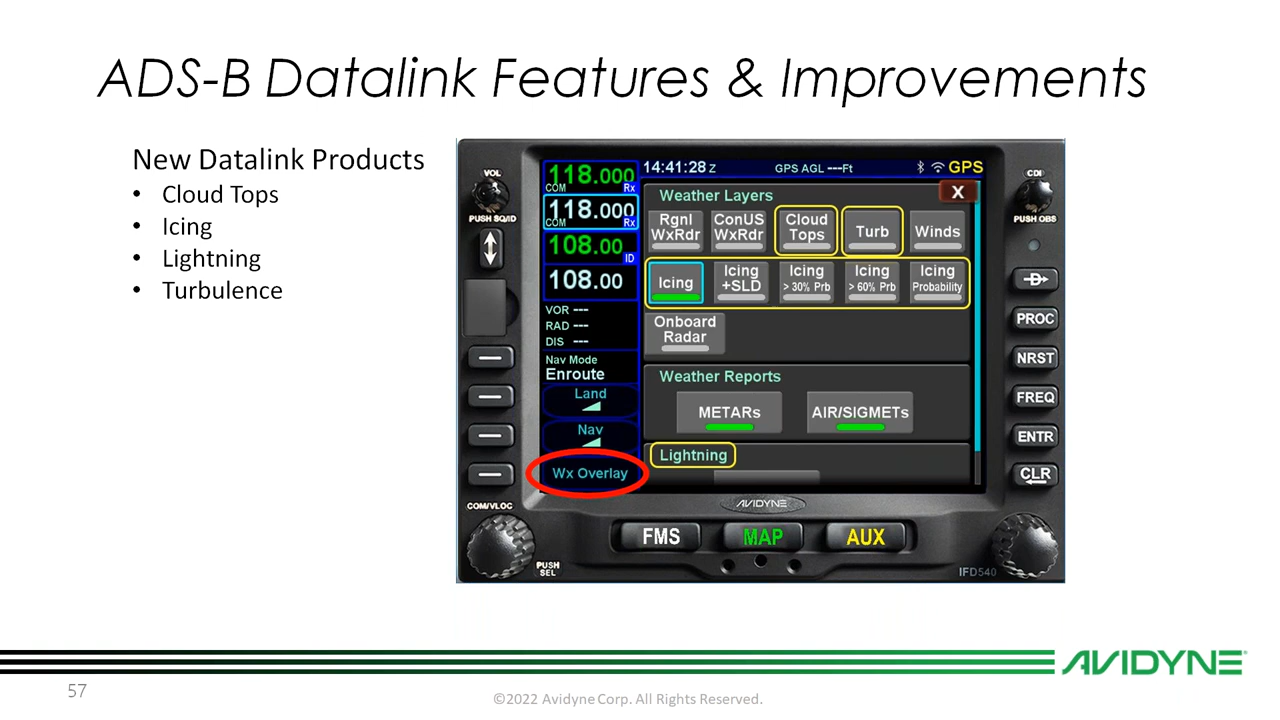 ADS-B Datalink Features & Improvements
New Datalink Products
• Cloud Tops
• Icing
• Lightning
• Turbulence
VOL
PUSH SQ/ID
118.000
COM Rx
118.000
COM Rx
108.00
ID
108.00
VOR ---
RAD ---
DIS ---
Nav Mode
Enroute
Land
Nav
Wx Overlay
14:41:28 Z GPS AGL ---Ft GPS
Weather Layers X
Rgnl
WxRdr
ConUS
WxRdr
Cloud
Tops
Turb
Winds
Icing
Icing
+SLD
Icing
> 30% Prb
Icing
> 60% Prb
Icing
Probability
Onboard
Radar
Weather Reports
METARs
AIR/SIGMETs
Lightning
CDI
PUSH OBS
D
PROC
NRST
FREQ
ENTR
CLR
COM/VLOC
PUSH
SEL
AVIDYNE
FMS MAP AUX
IFD540
AVIDYNE
57
©2022 Avidyne Corp. All Rights Reserved.